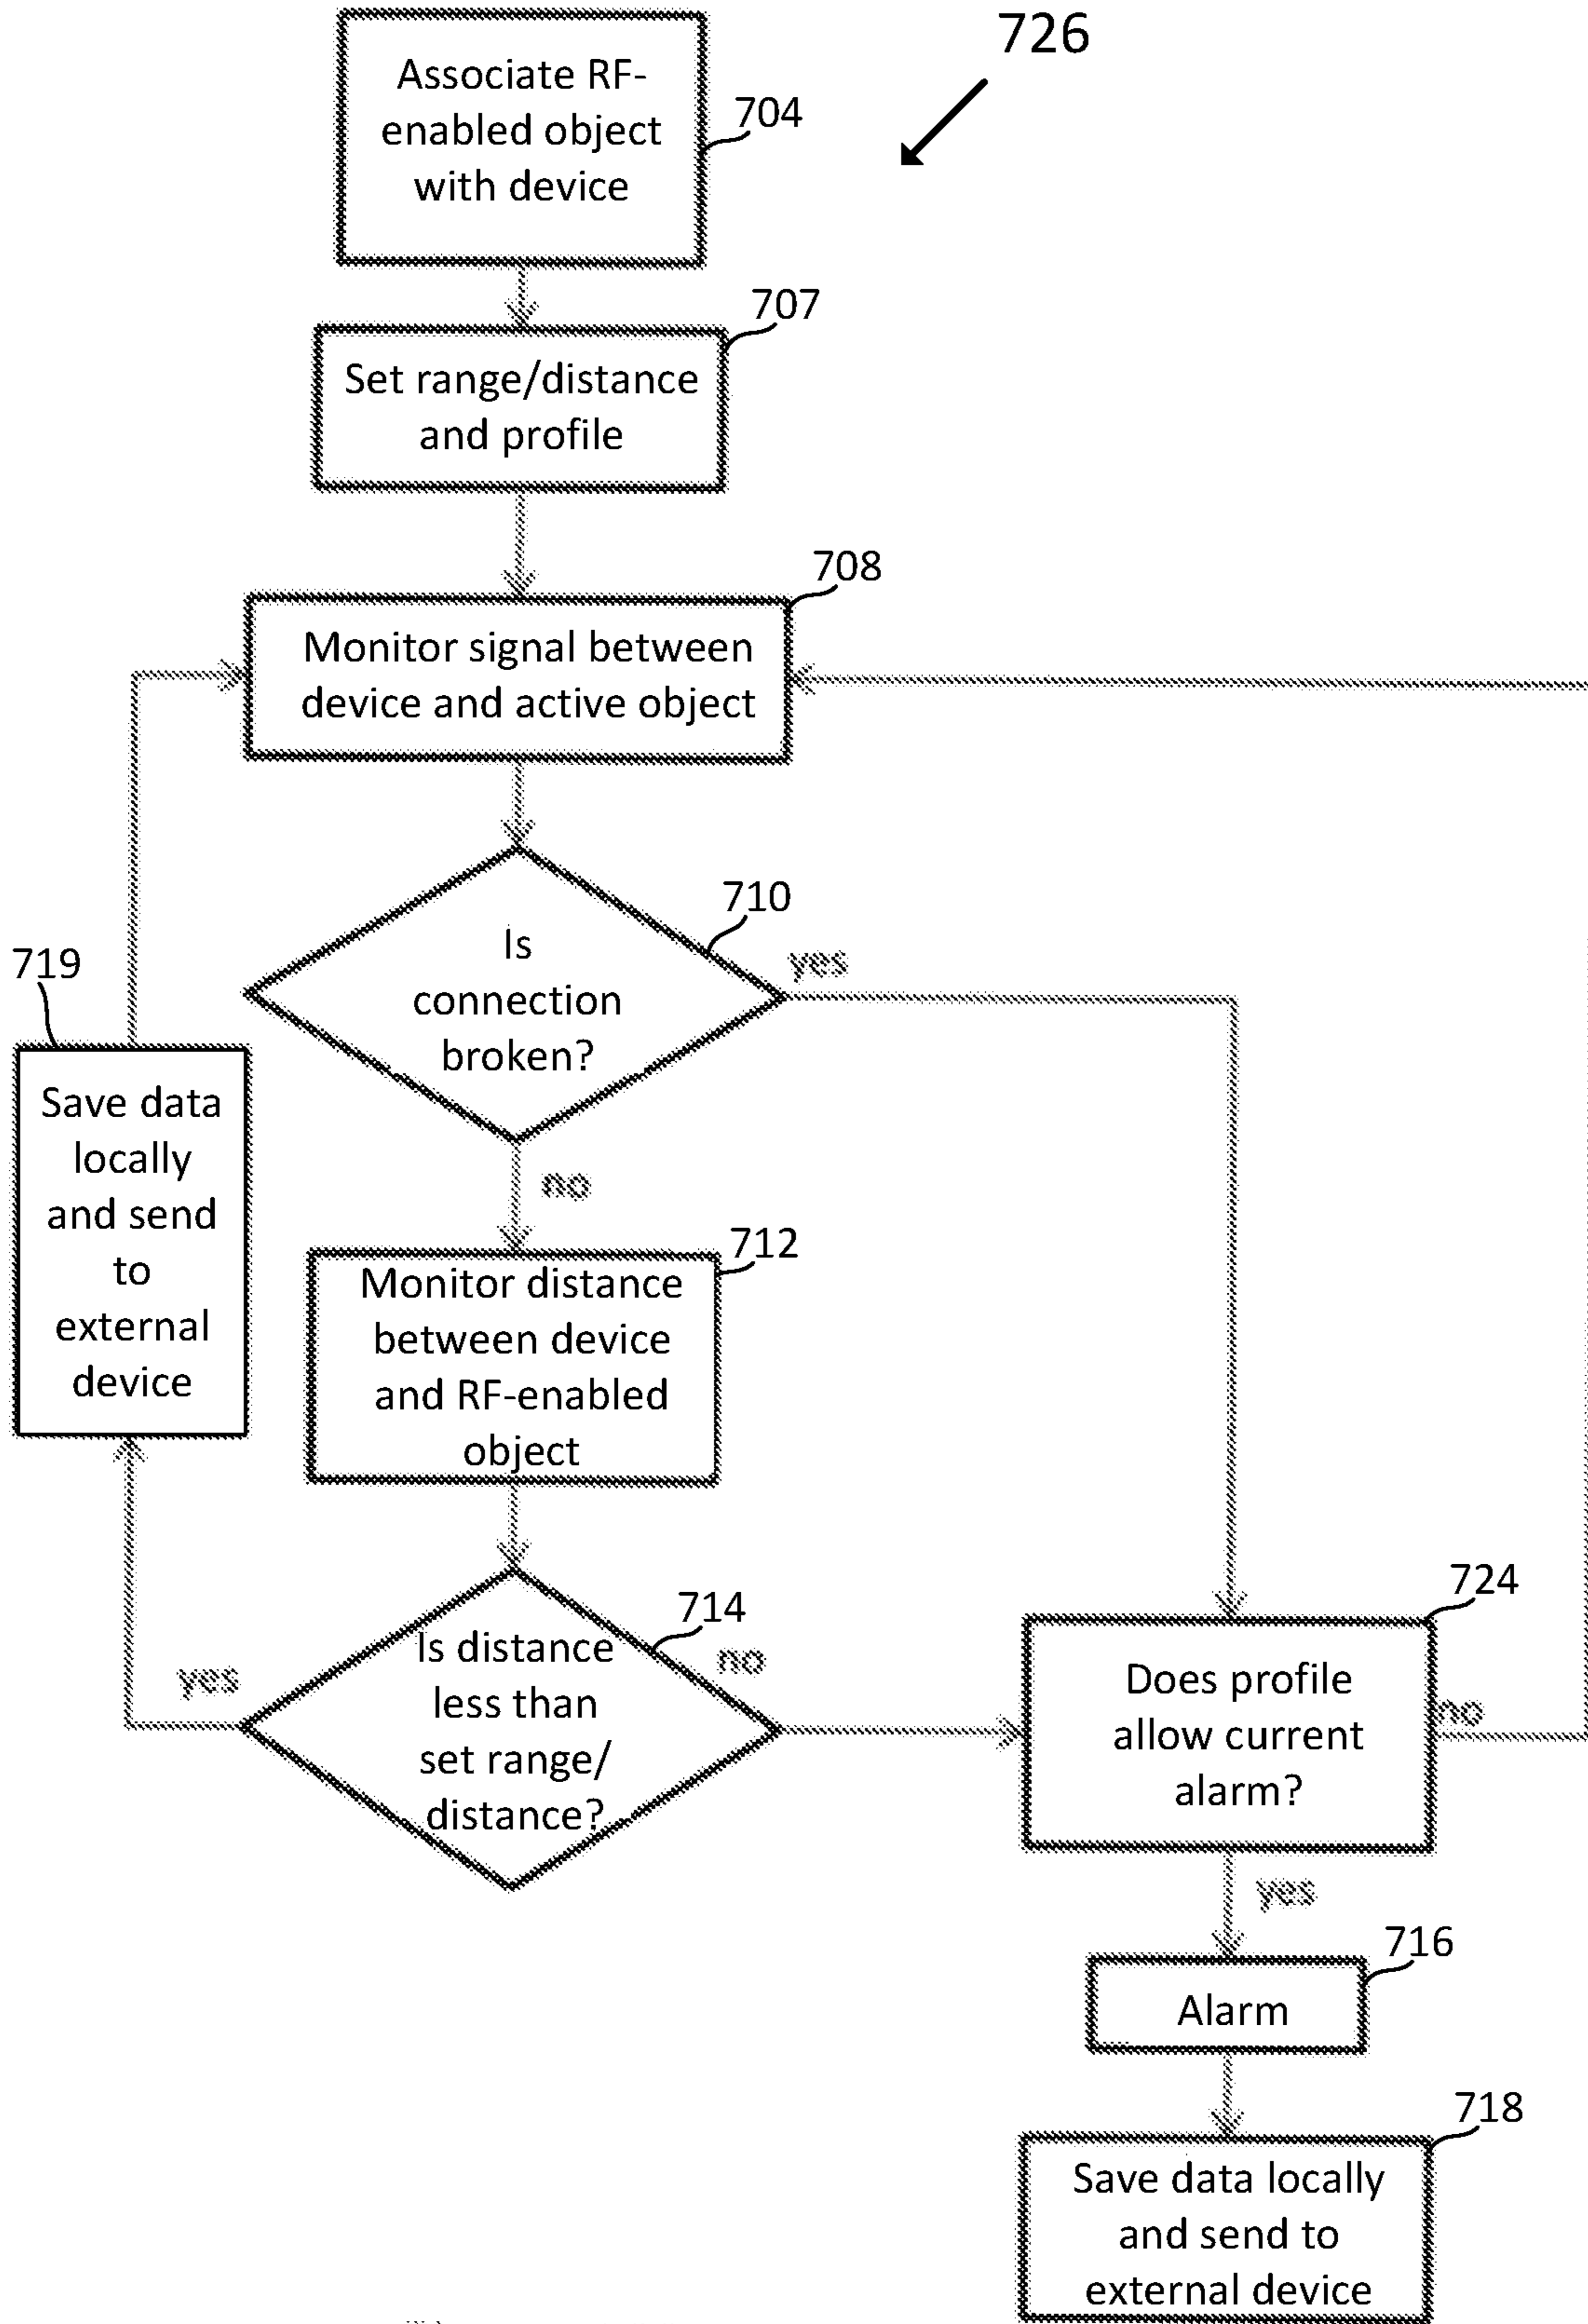 726
Associate RF-
enabled object
with device
704
707
Set range/distance
and profile
708
Monitor signal between
device and active object
710
Is
connection
broken?
yes
719
Save data
locally
and send
to
external
device
no
712
Monitor distance
between device
and RF-enabled
object
714
Is distance
less than
set range/
distance?
yes
no
724
Does profile
allow current
alarm?
no
yes
716
Alarm
718
Save data locally
and send to
external device